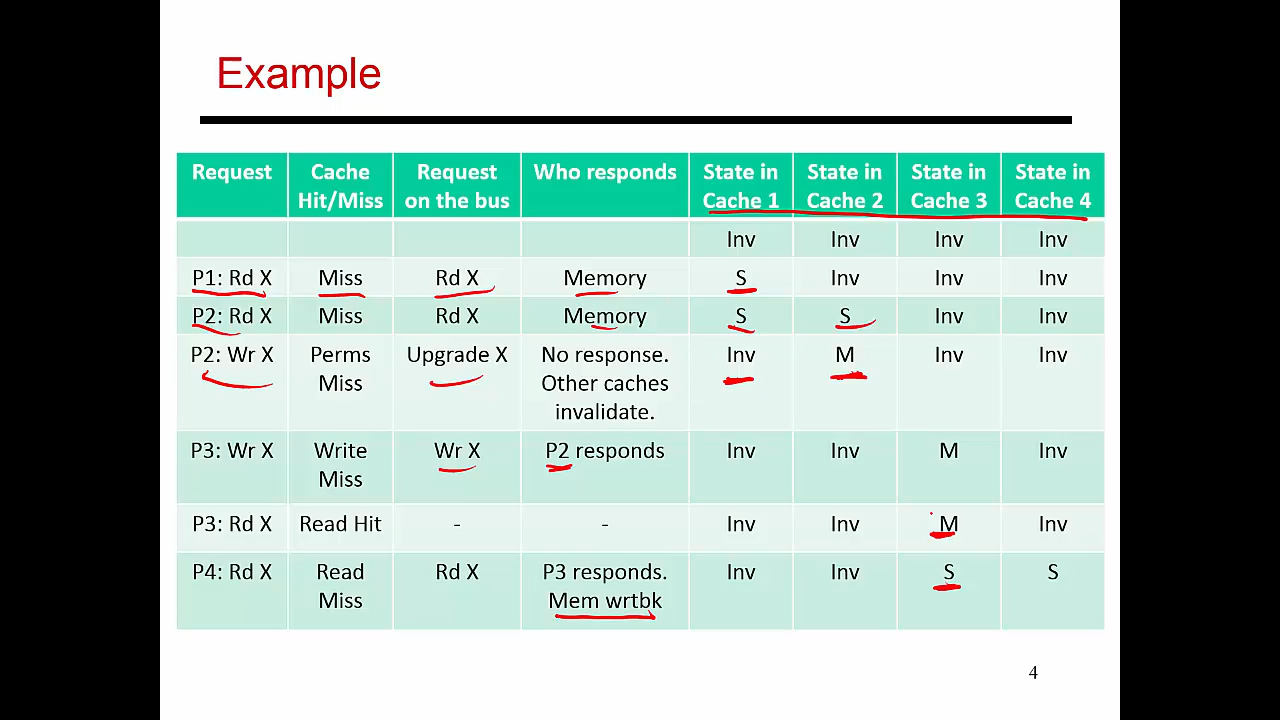 Example
Request Cache Hit/Miss Request on the bus Who responds State in Cache 1 State in Cache 2 State in Cache 3 State in Cache 4
Inv Inv Inv Inv
P1: Rd X Miss Rd X Memory S Inv Inv Inv
P2: Rd X Miss Rd X Memory S S Inv Inv
P2: Wr X Perms Miss Upgrade X No response. Other caches invalidate. Inv M Inv Inv
P3: Wr X Write Miss Wr X P2 responds Inv Inv M Inv
P3: Rd X Read Hit - - Inv Inv M Inv
P4: Rd X Read Miss Rd X P3 responds. Mem wrtbk Inv Inv S S
4